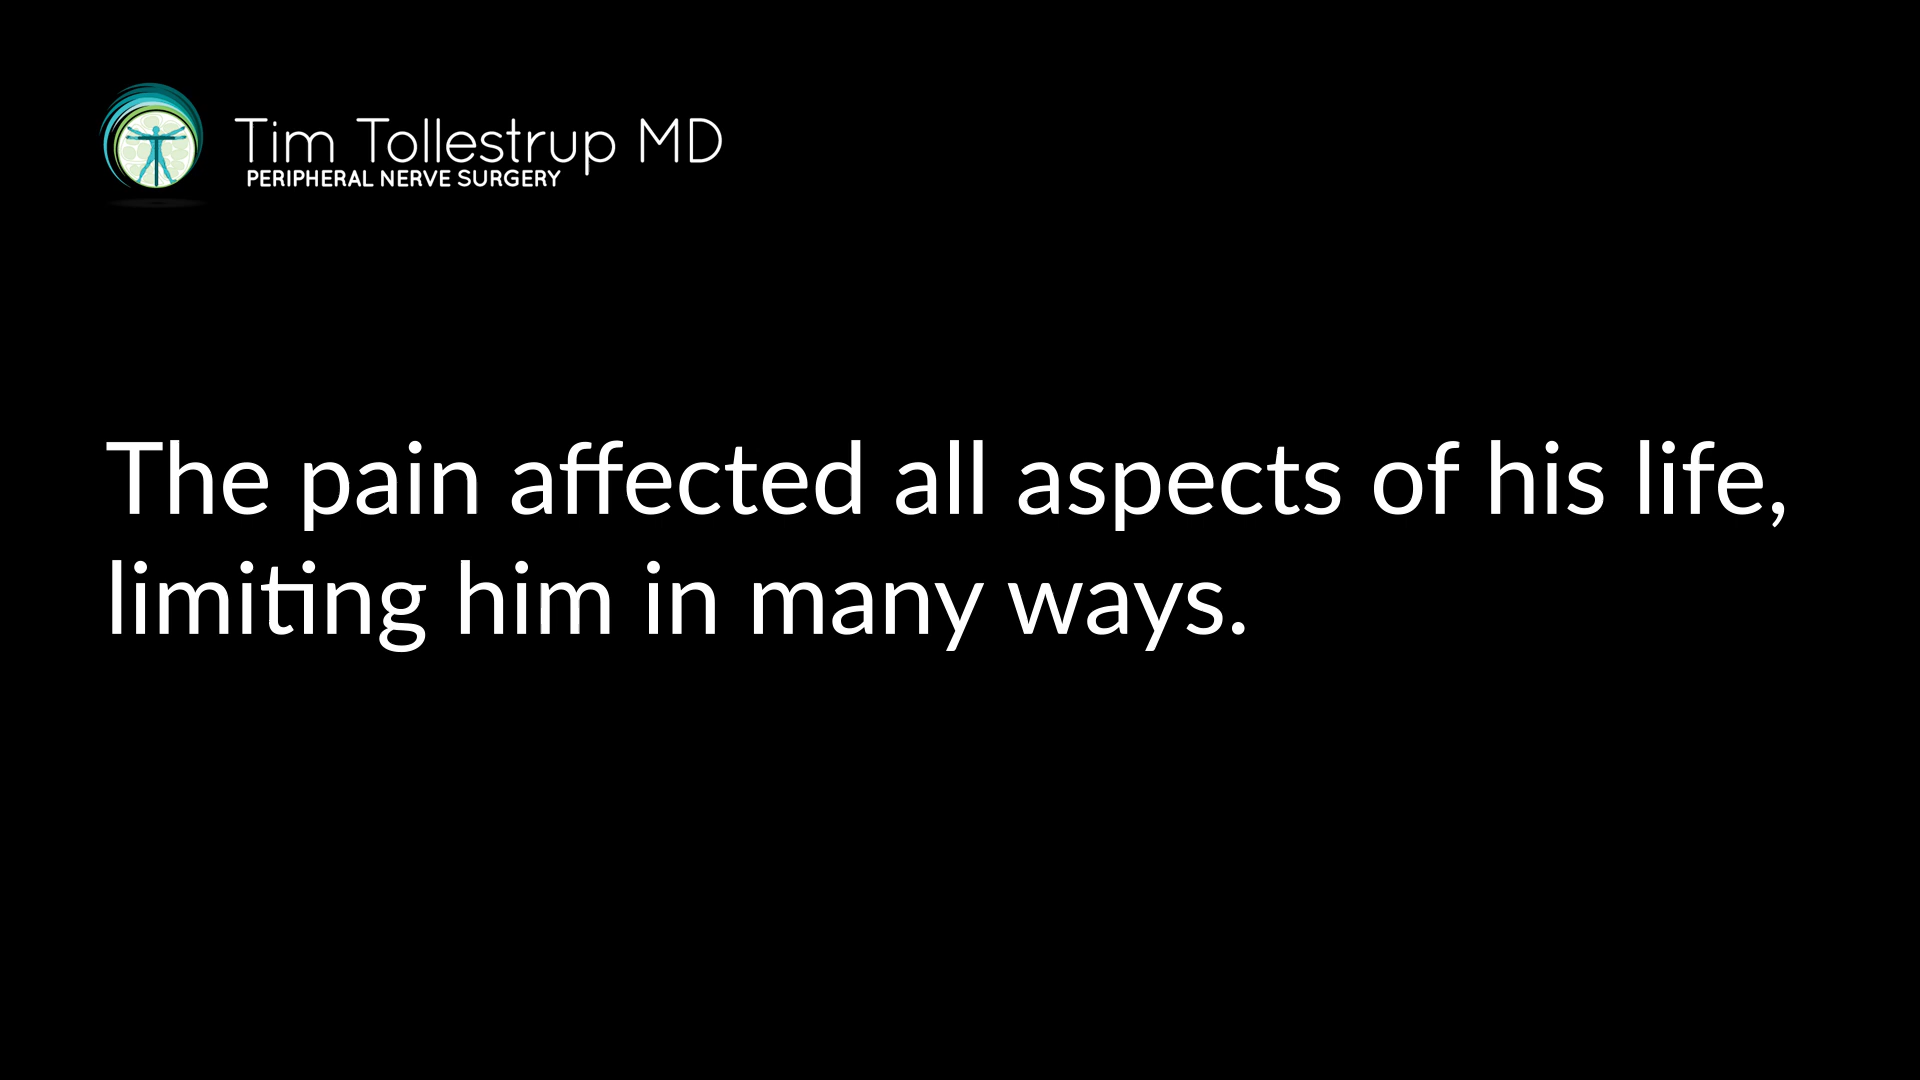 Tim Tollestrup MD
PERIPHERAL NERVE SURGERY
The pain affected all aspects of his life,
limiting him in many ways.